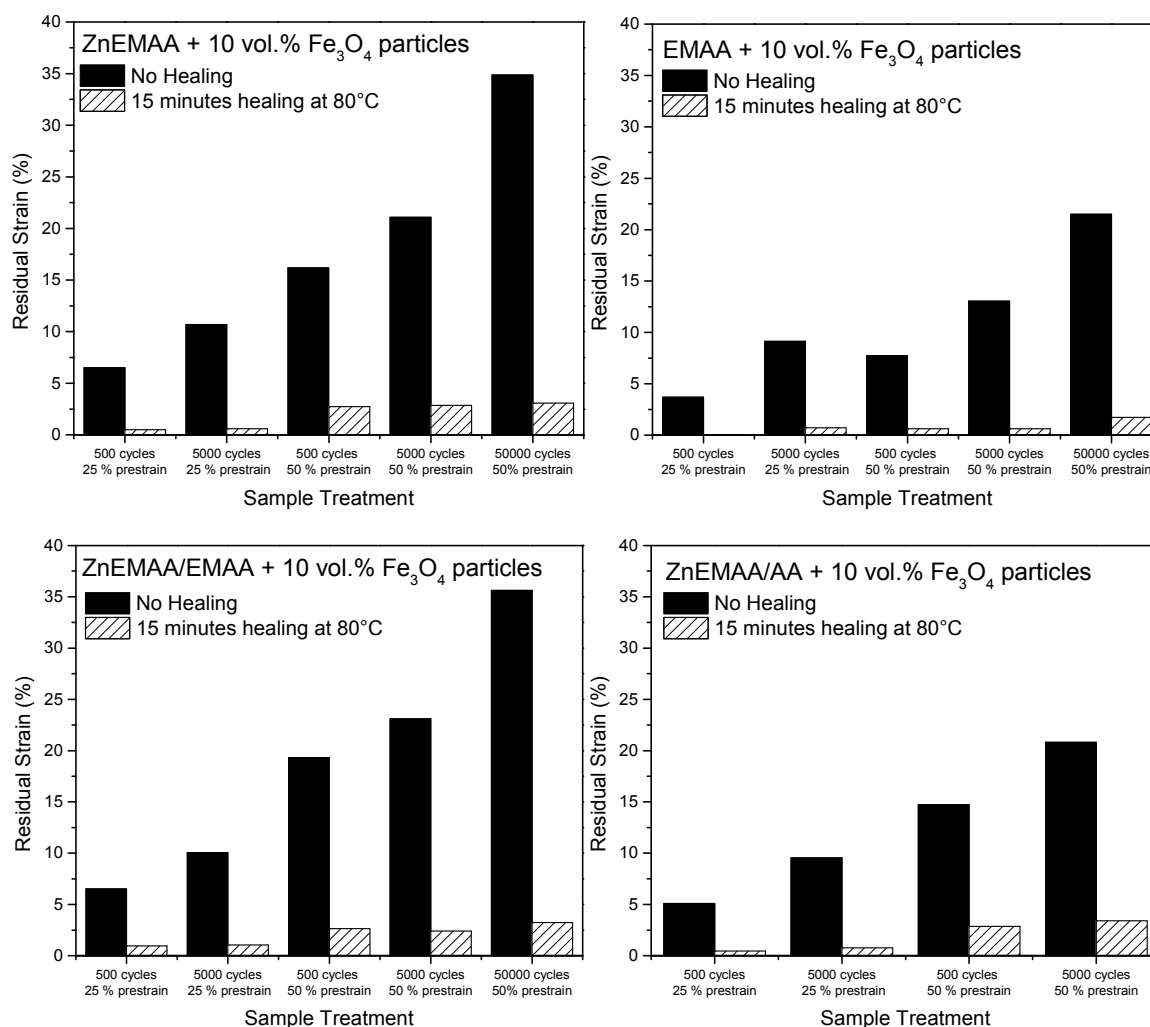 ZnEMAA + 10 vol.% Fe₃O₄ particles
No Healing
15 minutes healing at 80°C
Residual Strain (%)
40
35
30
25
20
15
10
5
0
500 cycles 5000 cycles 500 cycles 5000 cycles 50000 cycles
25 % prestrain 25 % prestrain 50 % prestrain 50 % prestrain 50% prestrain
Sample Treatment
EMAA + 10 vol.% Fe₃O₄ particles
No Healing
15 minutes healing at 80°C
Residual Strain (%)
40
35
30
25
20
15
10
5
0
500 cycles 5000 cycles 500 cycles 5000 cycles 50000 cycles
25 % prestrain 25 % prestrain 50 % prestrain 50 % prestrain 50% prestrain
Sample Treatment
ZnEMAA/EMAA + 10 vol.% Fe₃O₄ particles
No Healing
15 minutes healing at 80°C
Residual Strain (%)
40
35
30
25
20
15
10
5
0
500 cycles 5000 cycles 500 cycles 5000 cycles 50000 cycles
25 % prestrain 25 % prestrain 50 % prestrain 50 % prestrain 50% prestrain
Sample Treatment
ZnEMAA/AA + 10 vol.% Fe₃O₄ particles
No Healing
15 minutes healing at 80°C
Residual Strain (%)
40
35
30
25
20
15
10
5
0
500 cycles 5000 cycles 500 cycles 5000 cycles
25 % prestrain 25 % prestrain 50 % prestrain 50 % prestrain
Sample Treatment